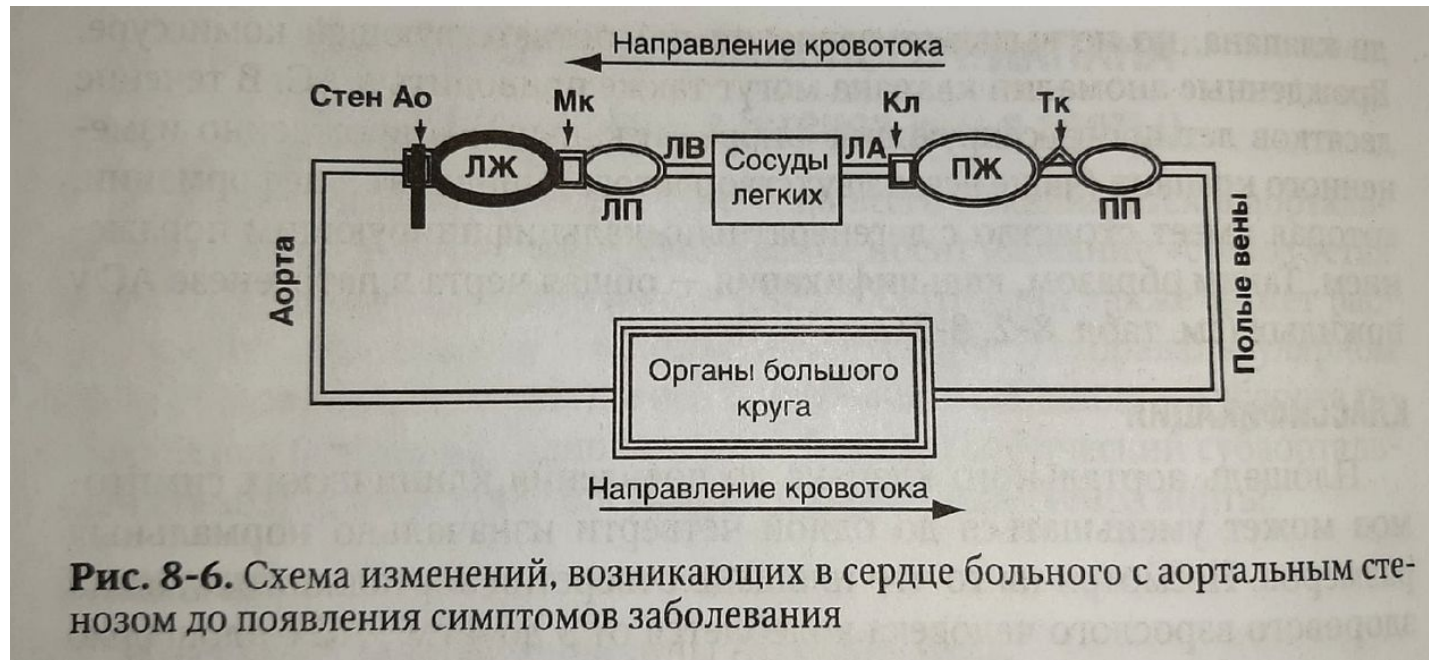 Направление кровотока
Стен Ао
Мк
Кл
Тк
ЛЖ
ЛП
ЛВ
Сосуды
легких
ЛА
ПЖ
ПП
Аорта
Полые вены
Органы большого
круга
Направление кровотока
Рис. 8-6. Схема изменений, возникающих в сердце больного с аортальным сте-
нозом до появления симптомов заболевания